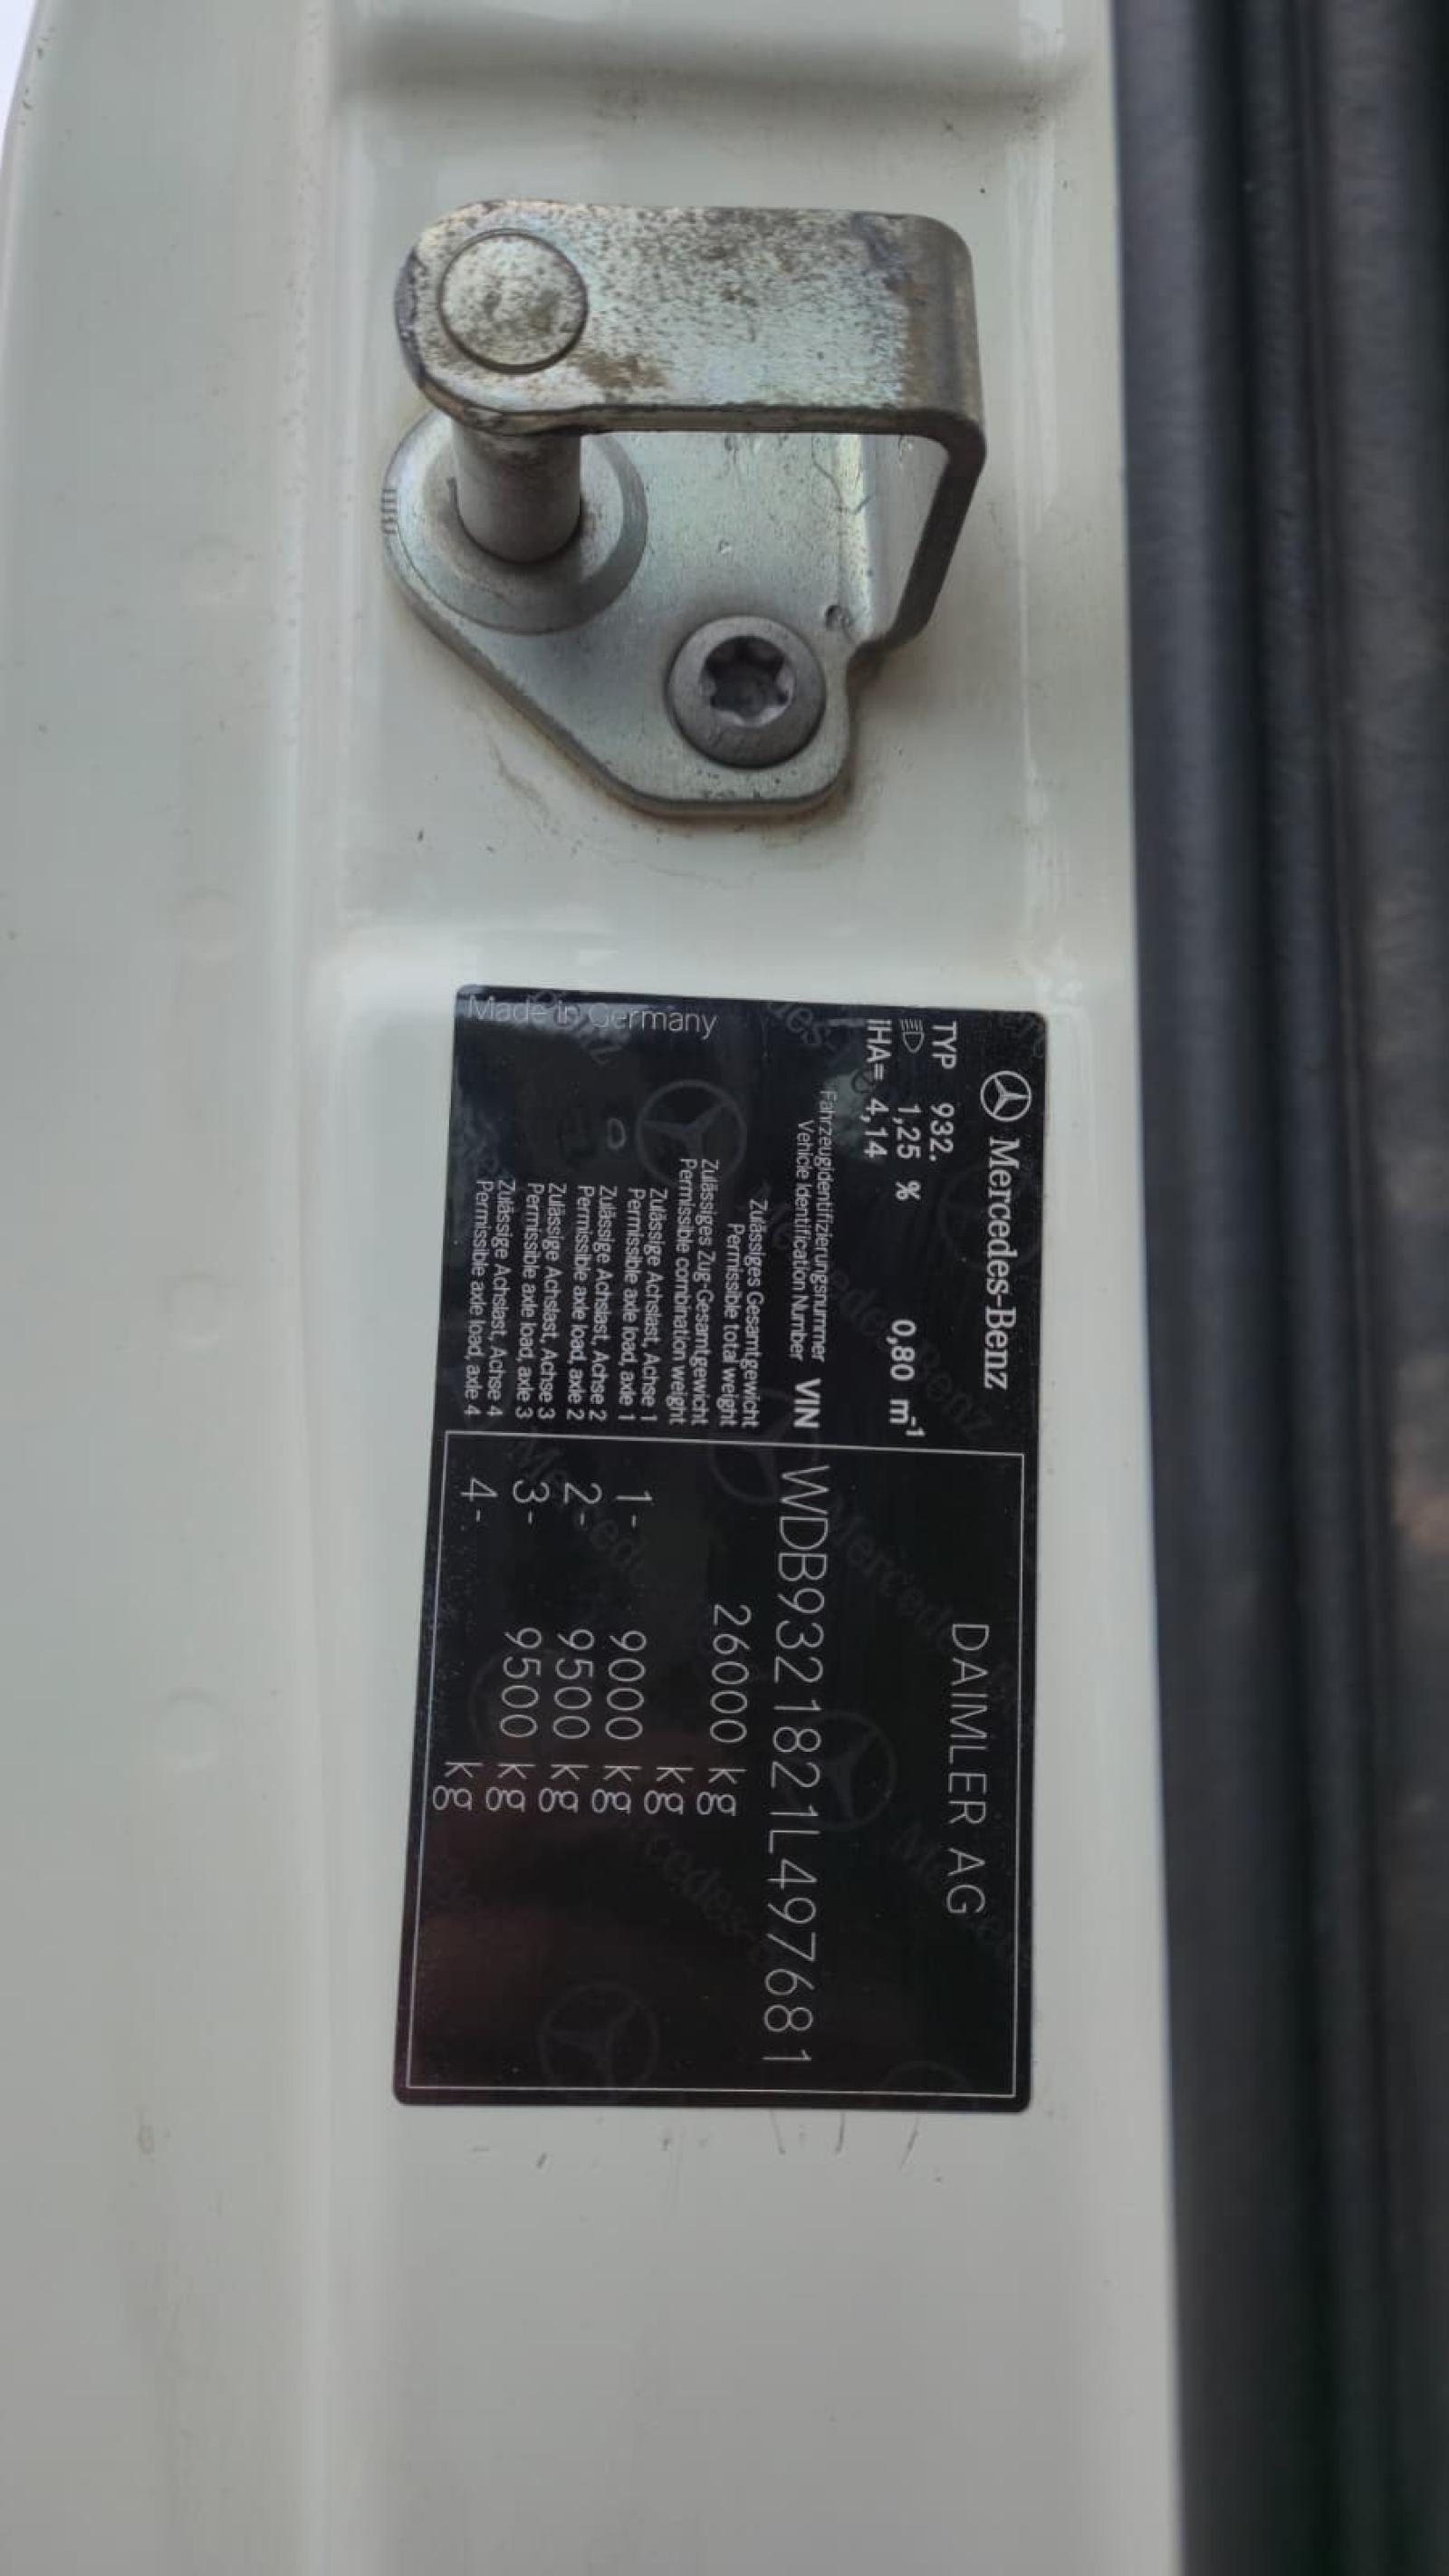 Mercedes-Benz
DAIMLER AG
TYP 932.
1,25 % 0,80 m⁻¹
IHA= 4,14
Fahrzeugidentifizierungsnummer
Vehicle Identification Number VIN WDB9321821L497681
Zulässiges Gesamtgewicht
Permissible total weight 26000 kg
Zulässiges Zug-Gesamtgewicht
Permissible combination weight kg
Zulässige Achslast, Achse 1
Permissible axle load, axle 1 1- 9000 kg
Zulässige Achslast, Achse 2
Permissible axle load, axle 2 2- 9500 kg
Zulässige Achslast, Achse 3
Permissible axle load, axle 3 3- 9500 kg
Zulässige Achslast, Achse 4
Permissible axle load, axle 4 4- kg
Made in Germany